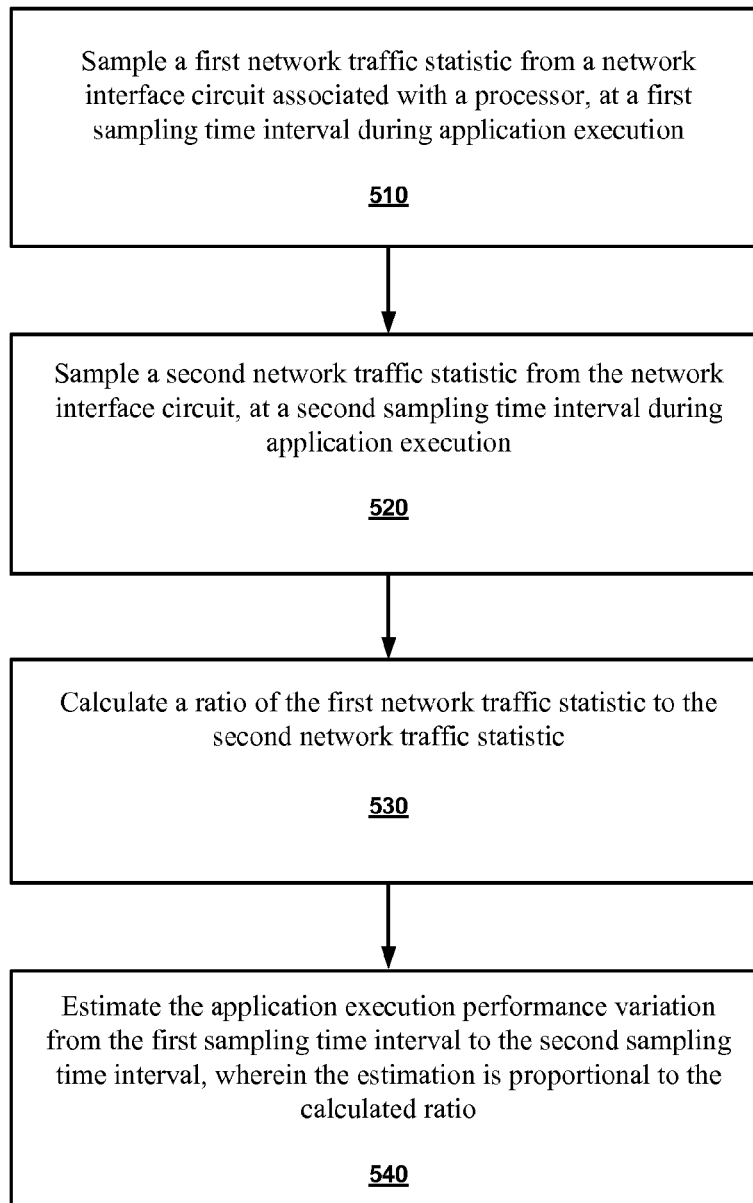 Sample a first network traffic statistic from a network
interface circuit associated with a processor, at a first
sampling time interval during application execution
510
Sample a second network traffic statistic from the network
interface circuit, at a second sampling time interval during
application execution
520
Calculate a ratio of the first network traffic statistic to the
second network traffic statistic
530
Estimate the application execution performance variation
from the first sampling time interval to the second sampling
time interval, wherein the estimation is proportional to the
calculated ratio
540